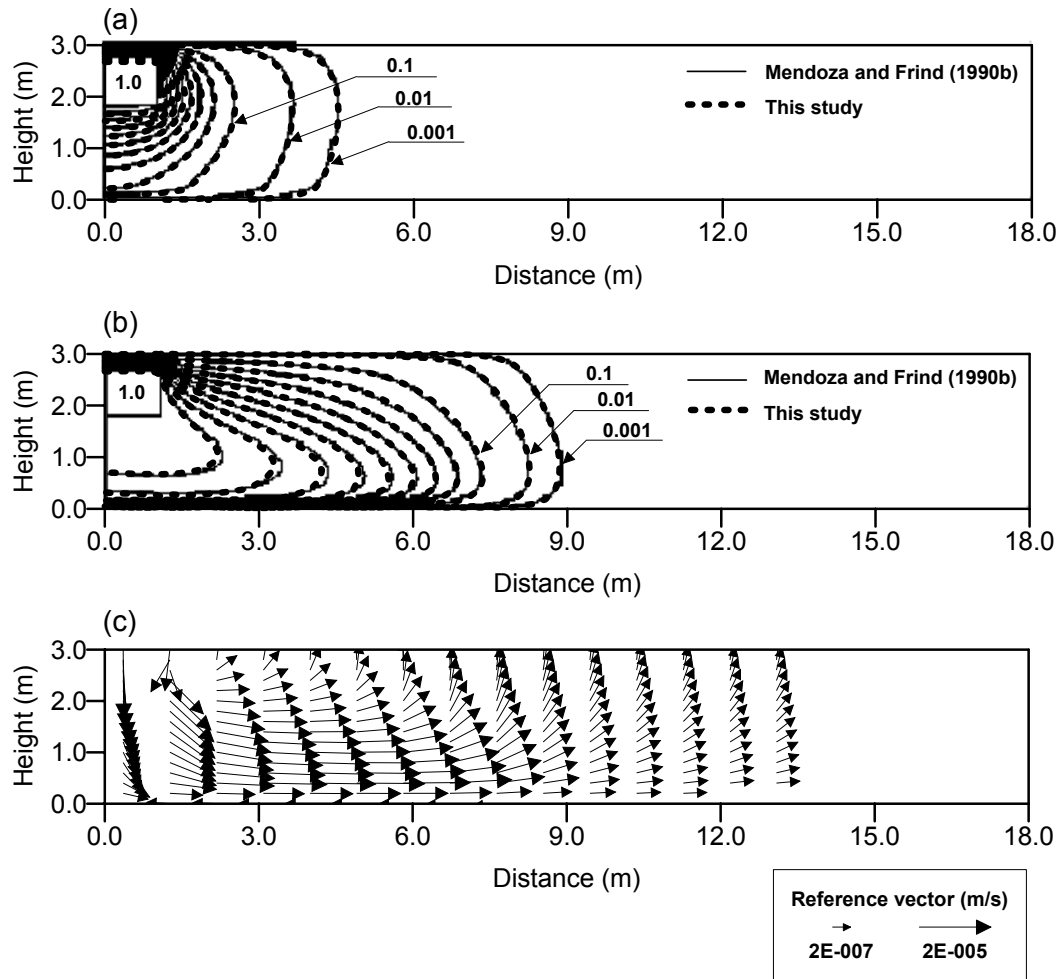 (a)
Height (m)
3.0
2.0
1.0
0.0
1.0
0.1
0.01
0.001
Mendoza and Frind (1990b)
This study
0.0 3.0 6.0 9.0 12.0 15.0 18.0
Distance (m)
(b)
Height (m)
3.0
2.0
1.0
0.0
1.0
0.1
0.01
0.001
Mendoza and Frind (1990b)
This study
0.0 3.0 6.0 9.0 12.0 15.0 18.0
Distance (m)
(c)
Height (m)
3.0
2.0
1.0
0.0
0.0 3.0 6.0 9.0 12.0 15.0 18.0
Distance (m)
Reference vector (m/s)
2E-007 2E-005